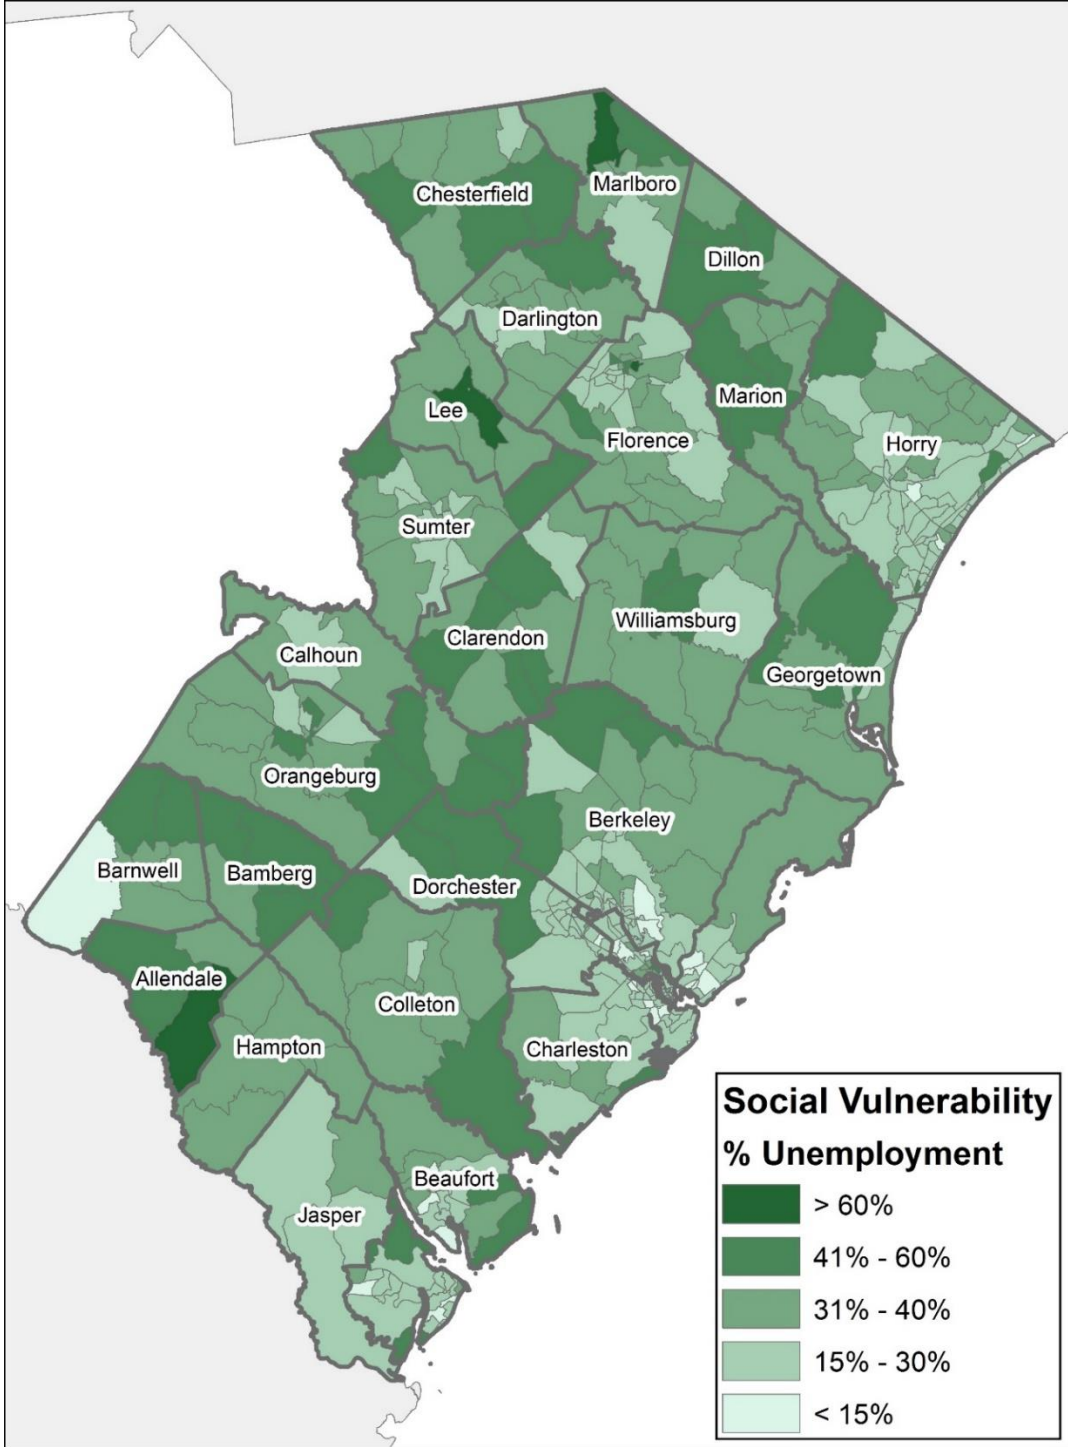 Chesterfield
Marlboro
Dillon
Darlington
Marion
Lee
Florence
Horry
Sumter
Williamsburg
Clarendon
Calhoun
Georgetown
Orangeburg
Berkeley
Barnwell
Bamberg
Dorchester
Allendale
Colleton
Hampton
Charleston
Beaufort
Jasper
Social Vulnerability
% Unemployment
> 60%
41% - 60%
31% - 40%
15% - 30%
< 15%